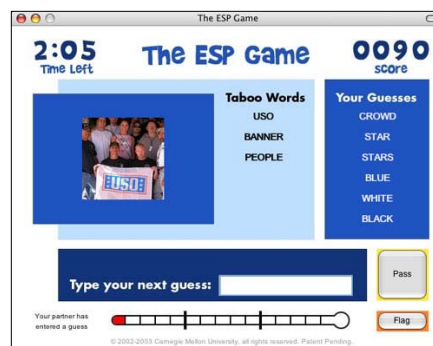 The ESP Game
2:05
Time Left
The ESP Game
0090
score
Taboo Words
USO
BANNER
PEOPLE
Your Guesses
CROWD
STAR
STARS
BLUE
WHITE
BLACK
USO
Type your next guess:
Pass
Your partner has
entered a guess
Flag
© 2002-2003 Carnegie Mellon University, all rights reserved. Patent Pending.